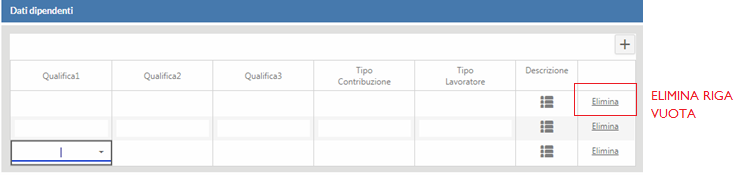 Dati dipendenti
+
Qualifica1 Qualifica2 Qualifica3 Tipo Contribuzione Tipo Lavoratore Descrizione
Elimina
Elimina
Elimina
ELIMINA RIGA
VUOTA